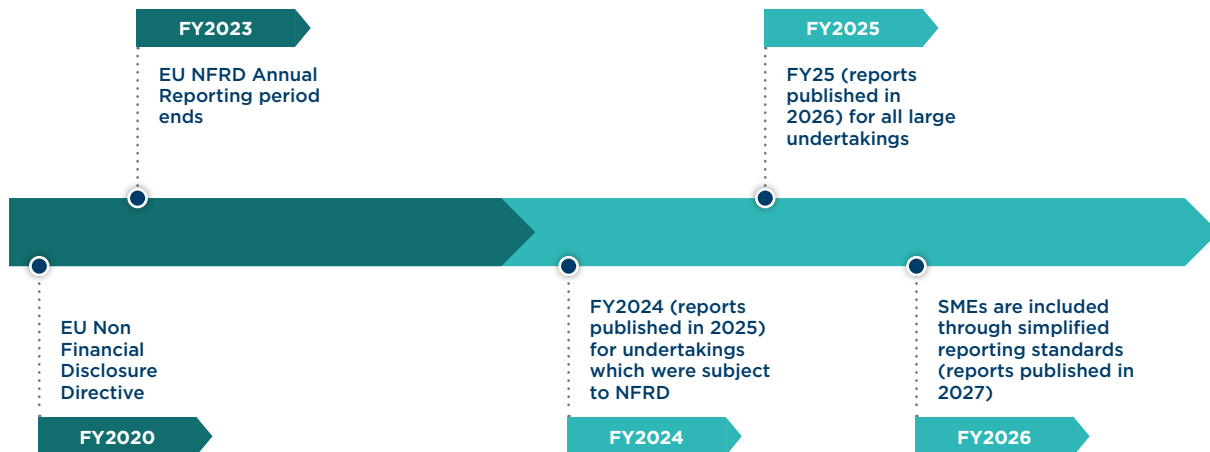 FY2023
EU NFRD Annual
Reporting period
ends
FY2025
FY25 (reports
published in
2026) for all large
undertakings
EU Non
Financial
Disclosure
Directive
FY2020
FY2024 (reports
published in 2025)
for undertakings
which were subject
to NFRD
FY2024
SMEs are included
through simplified
reporting standards
(reports published in
2027)
FY2026